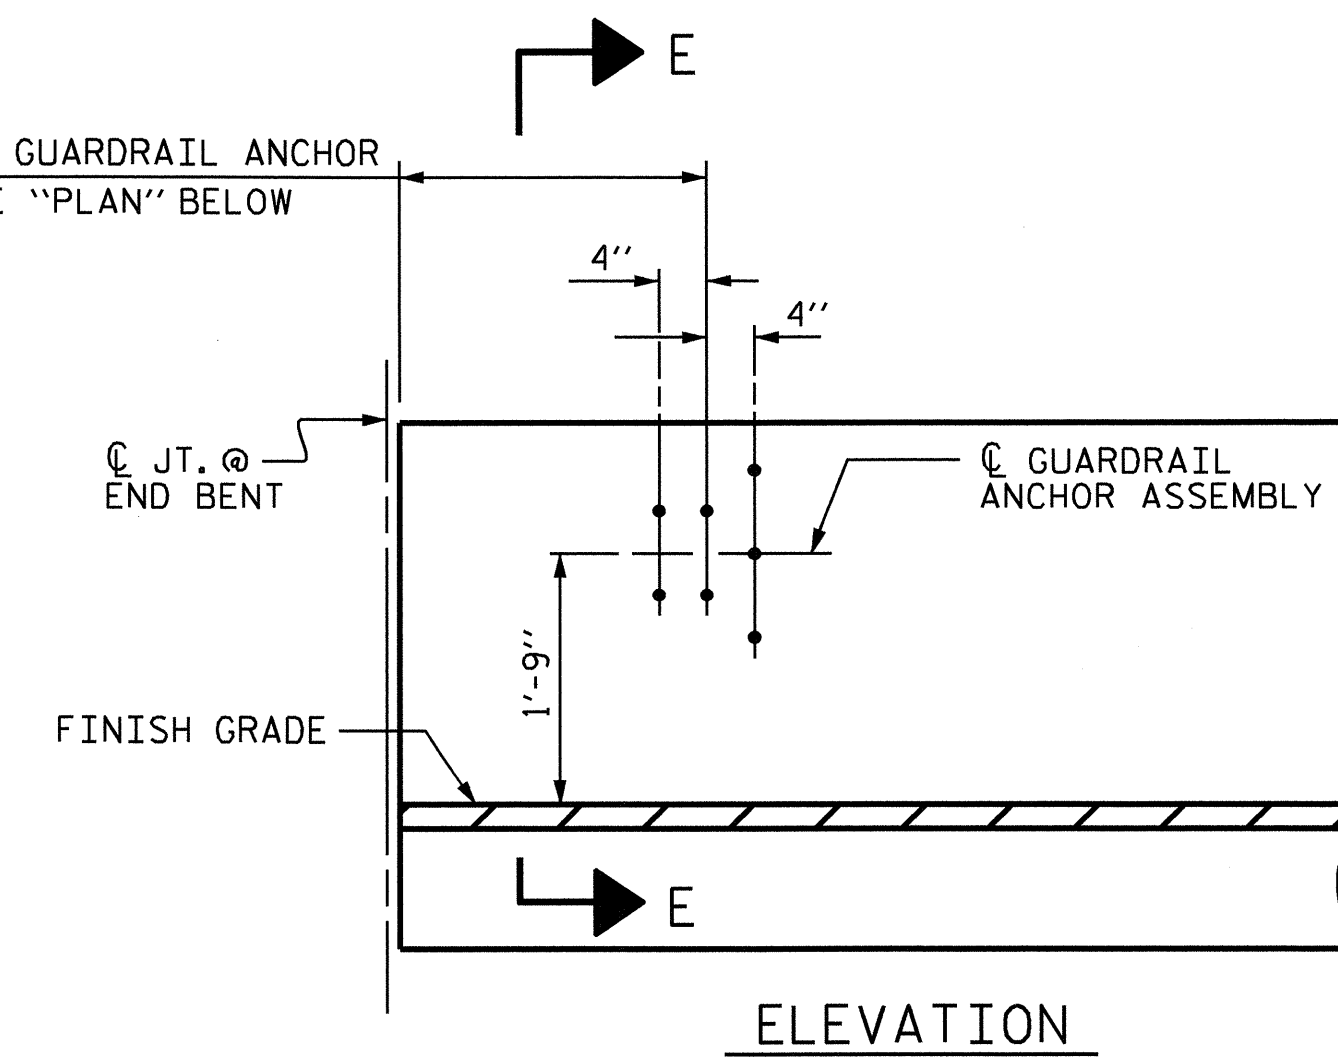 E
GUARDRAIL ANCHOR
"PLAN" BELOW
4"
4"
℄ JT. @
END BENT
℄ GUARDRAIL
ANCHOR ASSEMBLY
1'-9"
FINISH GRADE
E
ELEVATION